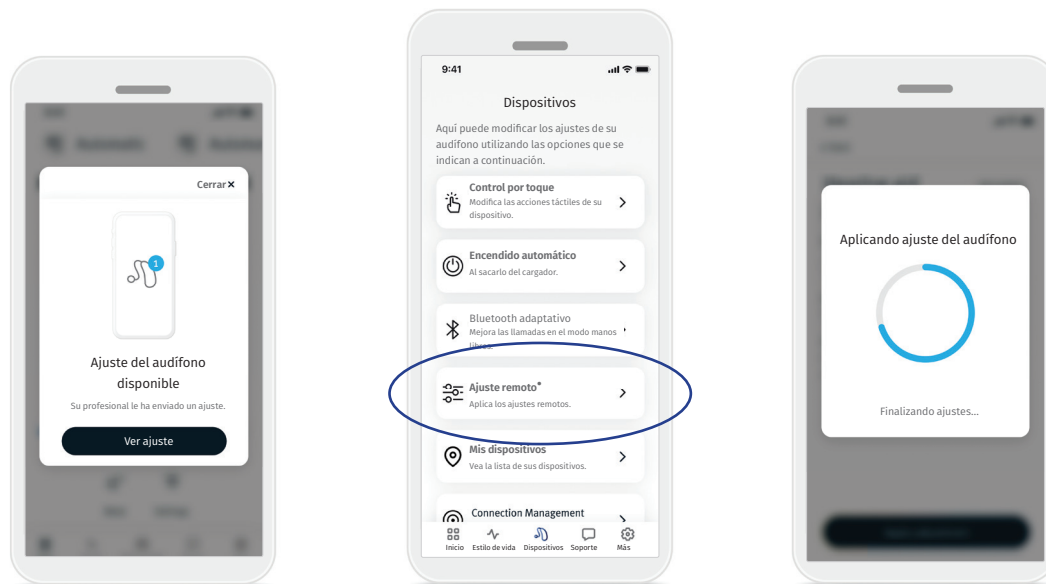 Cerrar ×
1
Ajuste del audífono
disponible
Su profesional le ha enviado un ajuste.
Ver ajuste
9:41
Dispositivos
Aquí puede modificar los ajustes de su
audífono utilizando las opciones que se
indican a continuación.
Control por toque
Modifica las acciones táctiles de su
dispositivo.
Encendido automático
Al sacarlo del cargador.
Bluetooth adaptativo
Mejora las llamadas en el modo manos
libres.
Ajuste remoto*
Aplica los ajustes remotos.
Mis dispositivos
Vea la lista de sus dispositivos.
Connection Management
Inicio Estilo de vida Dispositivos Soporte Más
Aplicando ajuste del audífono
Finalizando ajustes...